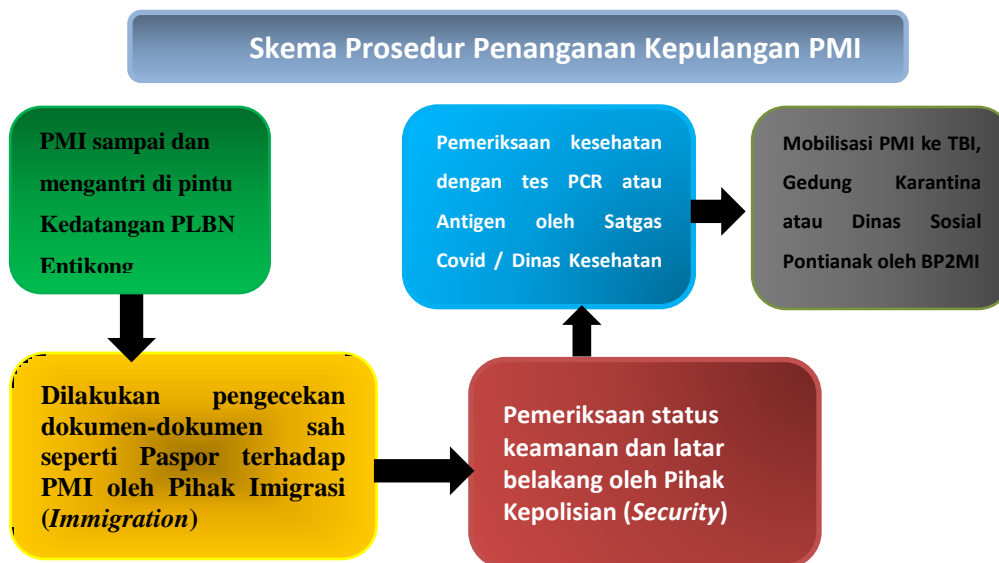 Skema Prosedur Penanganan Kepulangan PMI
PMI sampai dan
mengantri di pintu
Kedatangan PLBN
Entikong
Dilakukan pengecekan
dokumen-dokumen sah
seperti Paspor terhadap
PMI oleh Pihak Imigrasi
(Immigration)
Pemeriksaan status
keamanan dan latar
belakang oleh Pihak
Kepolisian (Security)
Pemeriksaan kesehatan
dengan tes PCR atau
Antigen oleh Satgas
Covid / Dinas Kesehatan
Mobilisasi PMI ke TBI,
Gedung Karantina
atau Dinas Sosial
Pontianak oleh BP2MI